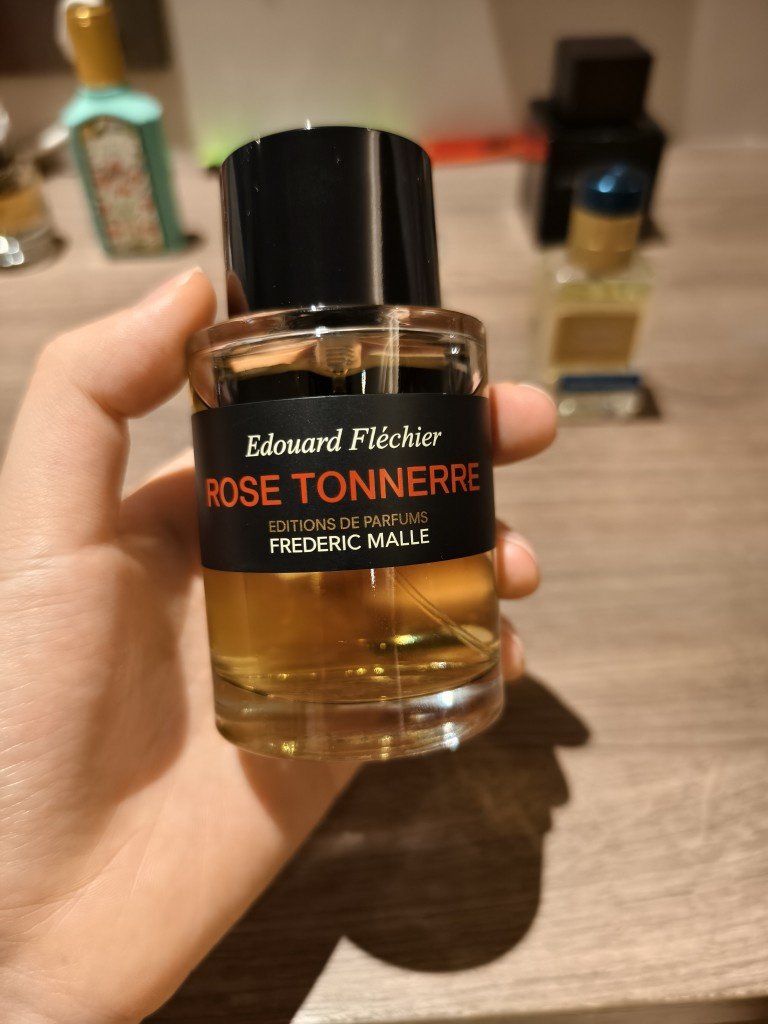 Edouard Fléchier
ROSE TONNERRE
EDITIONS DE PARFUMS
FREDERIC MALLE